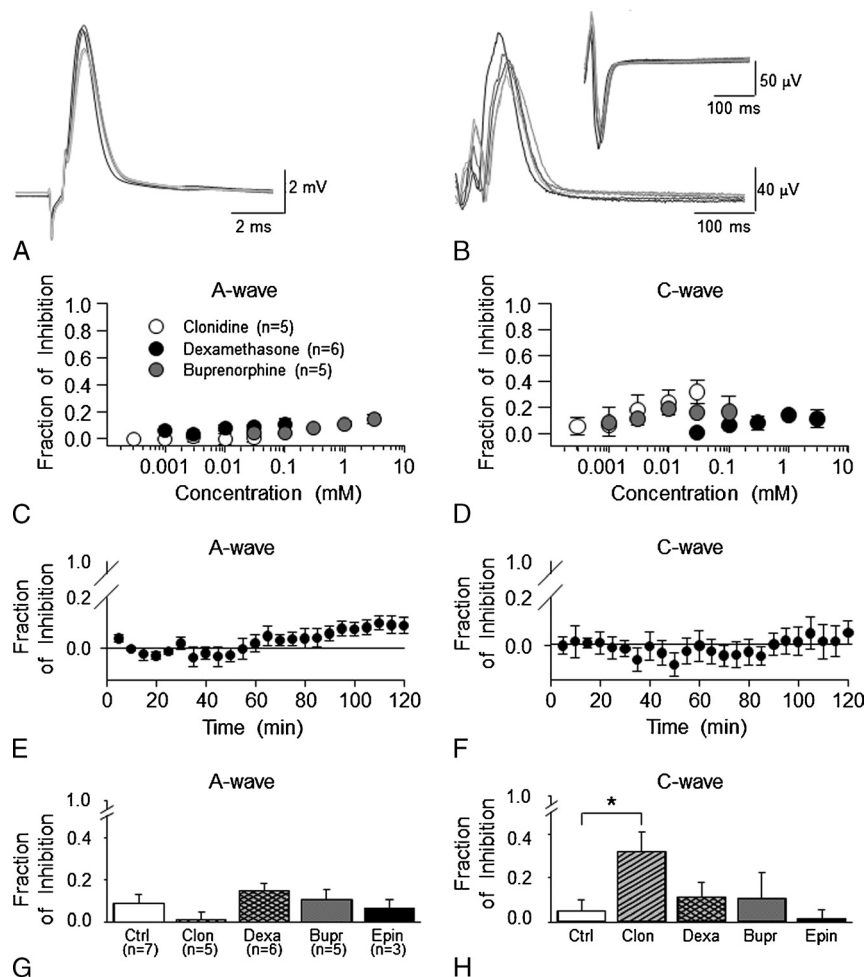 2 mV
2 ms
50 µV
100 ms
40 µV
100 ms
A
B
A-wave
Fraction of Inhibition
1.0
0.8
0.6
0.4
0.2
0.0
Clonidine (n=5)
Dexamethasone (n=6)
Buprenorphine (n=5)
0.001 0.01 0.1 1 10
Concentration (mM)
C-wave
Fraction of Inhibition
1.0
0.8
0.6
0.4
0.2
0.0
0.001 0.01 0.1 1 10
Concentration (mM)
C
D
A-wave
Fraction
of Inhibition
1.0
0.2
0.0
0 20 40 60 80 100 120
Time (min)
C-wave
Fraction
of Inhibition
1.0
0.2
0.0
0 20 40 60 80 100 120
Time (min)
E
F
A-wave
Fraction
of Inhibition
1.0
0.4
0.2
0.0
Ctrl Clon Dexa Bupr Epin
(n=7) (n=5) (n=6) (n=5) (n=3)
C-wave
Fraction
of Inhibition
1.0
0.4
0.2
0.0
*
Ctrl Clon Dexa Bupr Epin
G
H